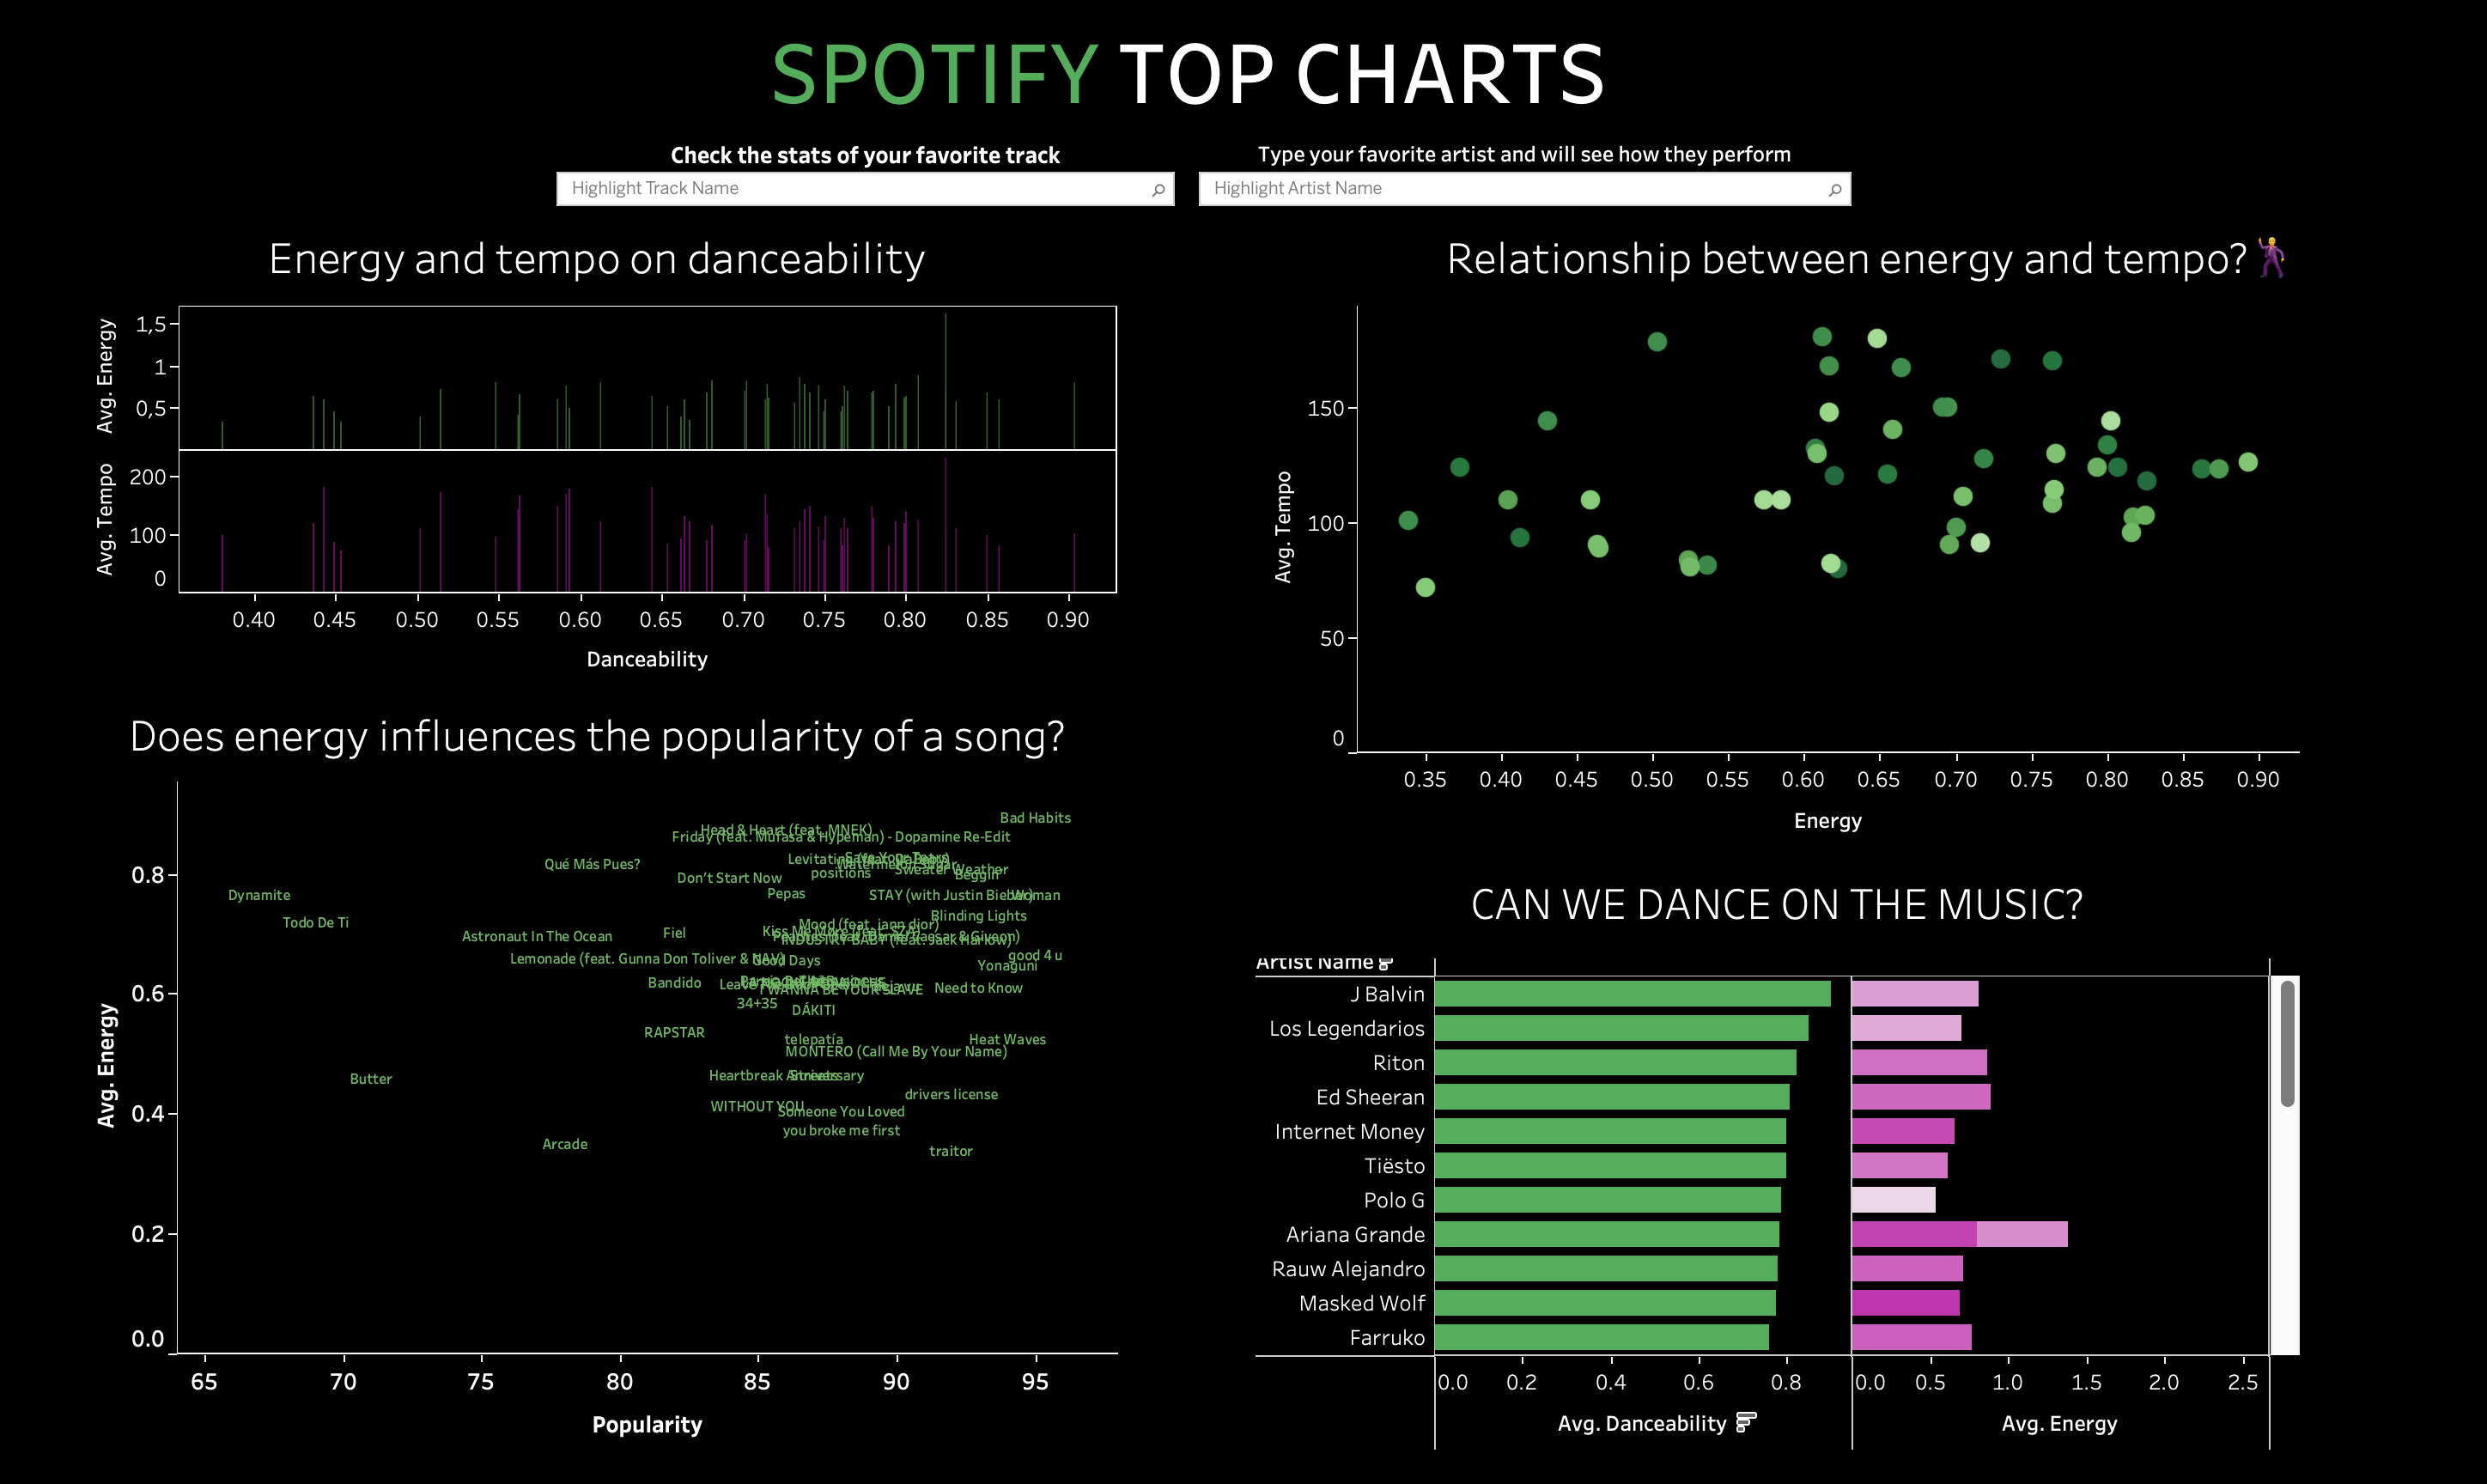 SPOTIFY TOP CHARTS
Check the stats of your favorite track
Highlight Track Name
Type your favorite artist and will see how they perform
Highlight Artist Name
Energy and tempo on danceability
Avg. Energy
1,5
1
0,5
Avg. Tempo
200
100
0
0.40 0.45 0.50 0.55 0.60 0.65 0.70 0.75 0.80 0.85 0.90
Danceability
Relationship between energy and tempo?
Avg. Tempo
150
100
50
0
0.35 0.40 0.45 0.50 0.55 0.60 0.65 0.70 0.75 0.80 0.85 0.90
Energy
Does energy influences the popularity of a song?
Avg. Energy
0.8
0.6
0.4
0.2
0.0
Bad Habits
Head & Heart (feat. MNEK)
Friday (feat. Mufasa & Hypeman) - Dopamine Re-Edit
Qué Más Pues?
Save Your Tears
Sweater Weather
Don't Start Now
positions
Beggin'
Dynamite
Pepas
STAY (with Justin Bieber)
Woman
Todo De Ti
Blinding Lights
Mood (feat. iann dior)
Astronaut In The Ocean
Fiel
Kiss Me More (feat. SZA)
INDUSTRY BABY (feat. Jack Harlow)
Lemonade (feat. Gunna Don Toliver & NAV)
Good Days
good 4 u
Yonaguni
Bandido
I WANNA BE YOUR SLAVE
Need to Know
34+35
DÁKITI
RAPSTAR
telepatía
Heat Waves
MONTERO (Call Me By Your Name)
Butter
Heartbreak Anniversary
Streets
drivers license
WITHOUT YOU
Someone You Loved
you broke me first
Arcade
traitor
65 70 75 80 85 90 95
Popularity
CAN WE DANCE ON THE MUSIC?
Artist Name
J Balvin
Los Legendarios
Riton
Ed Sheeran
Internet Money
Tiësto
Polo G
Ariana Grande
Rauw Alejandro
Masked Wolf
Farruko
0.0 0.2 0.4 0.6 0.8
0.0 0.5 1.0 1.5 2.0 2.5
Avg. Danceability
Avg. Energy